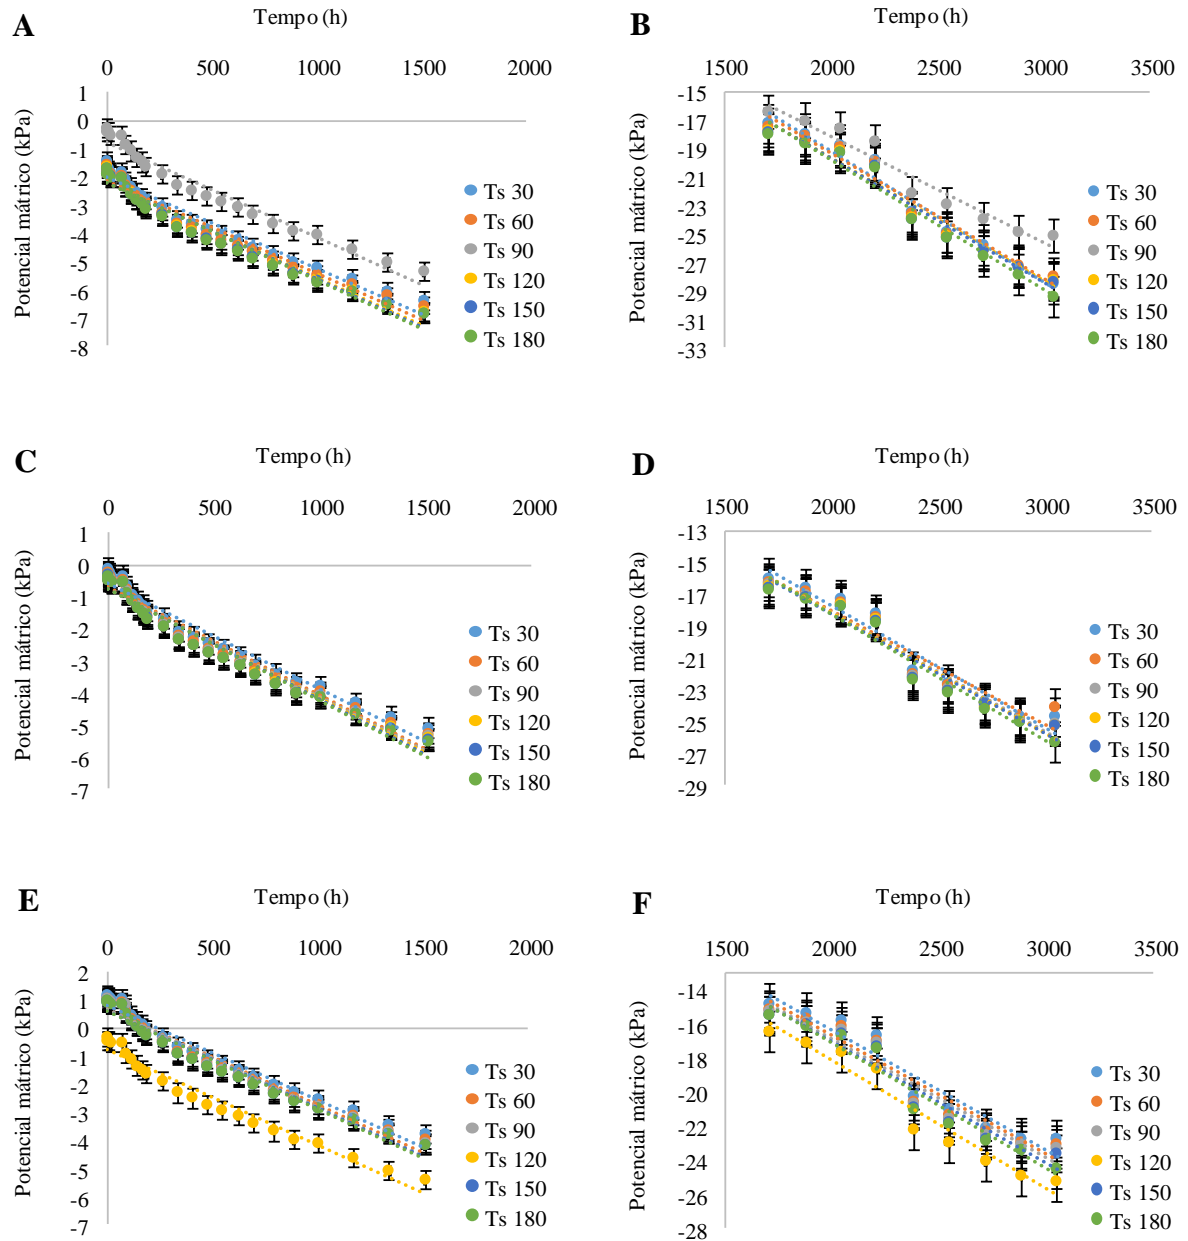 A
Tempo (h)
0 500 1000 1500 2000
Potencial mátrico (kPa)
1
0
-1
-2
-3
-4
-5
-6
-7
-8
Ts 30
Ts 60
Ts 90
Ts 120
Ts 150
Ts 180
B
Tempo (h)
1500 2000 2500 3000 3500
Potencial mátrico (kPa)
-15
-17
-19
-21
-23
-25
-27
-29
-31
-33
Ts 30
Ts 60
Ts 90
Ts 120
Ts 150
Ts 180
C
Tempo (h)
0 500 1000 1500 2000
Potencial mátrico (kPa)
1
0
-1
-2
-3
-4
-5
-6
-7
Ts 30
Ts 60
Ts 90
Ts 120
Ts 150
Ts 180
D
Tempo (h)
1500 2000 2500 3000 3500
Potencial mátrico (kPa)
-13
-15
-17
-19
-21
-23
-25
-27
-29
Ts 30
Ts 60
Ts 90
Ts 120
Ts 150
Ts 180
E
Tempo (h)
0 500 1000 1500 2000
Potencial mátrico (kPa)
2
1
0
-1
-2
-3
-4
-5
-6
-7
Ts 30
Ts 60
Ts 90
Ts 120
Ts 150
Ts 180
F
Tempo (h)
1500 2000 2500 3000 3500
Potencial mátrico (kPa)
-14
-16
-18
-20
-22
-24
-26
-28
Ts 30
Ts 60
Ts 90
Ts 120
Ts 150
Ts 180